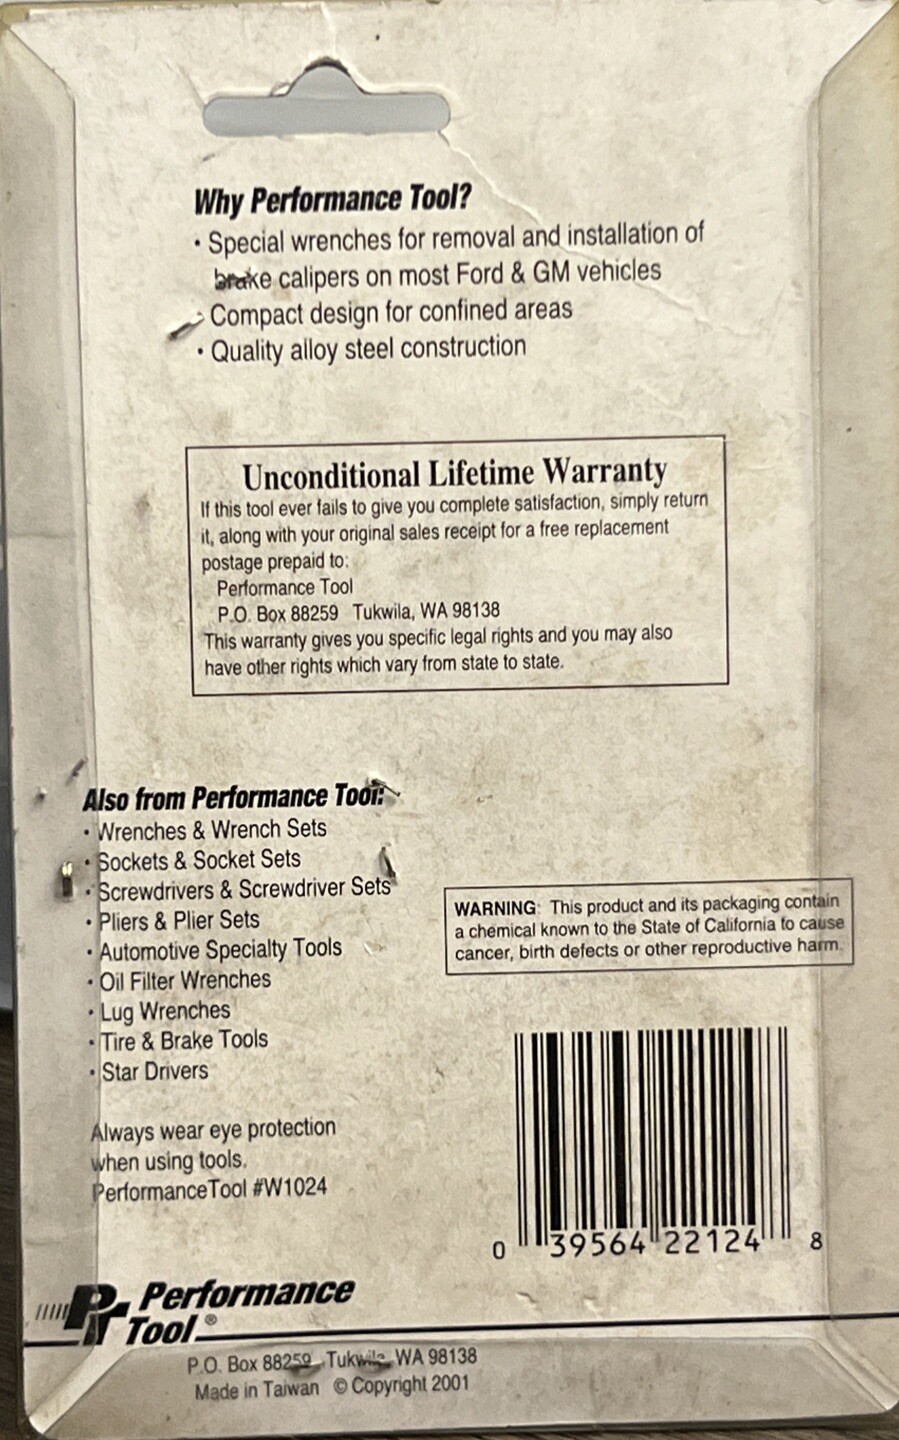 Why Performance Tool?
• Special wrenches for removal and installation of
brake calipers on most Ford & GM vehicles
Compact design for confined areas
• Quality alloy steel construction
Unconditional Lifetime Warranty
If this tool ever fails to give you complete satisfaction, simply return
it, along with your original sales receipt for a free replacement
postage prepaid to:
Performance Tool
P.O. Box 88259 Tukwila, WA 98138
This warranty gives you specific legal rights and you may also
have other rights which vary from state to state.
Also from Performance Tool:
• Wrenches & Wrench Sets
• Sockets & Socket Sets
• Screwdrivers & Screwdriver Sets
• Pliers & Plier Sets
• Automotive Specialty Tools
• Oil Filter Wrenches
• Lug Wrenches
• Tire & Brake Tools
• Star Drivers
WARNING: This product and its packaging contain
a chemical known to the State of California to cause
cancer, birth defects or other reproductive harm.
Always wear eye protection
when using tools.
PerformanceTool #W1024
0 39564 22124 8
PT Performance
Tool®
P.O. Box 88259 Tukwila, WA 98138
Made in Taiwan © Copyright 2001